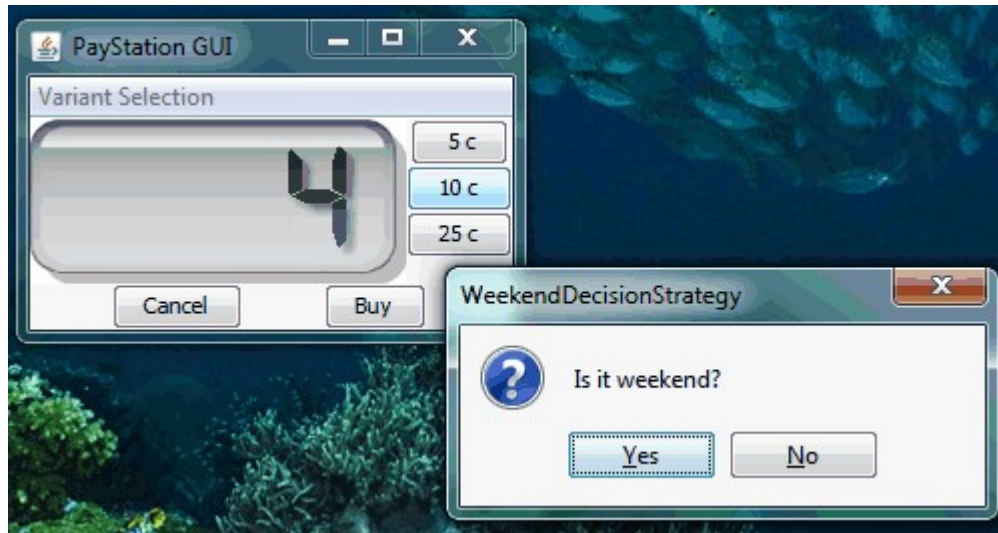 PayStation GUI
Variant Selection
4
5 c
10 c
25 c
Cancel
Buy
WeekendDecisionStrategy
?
Is it weekend?
Yes
No